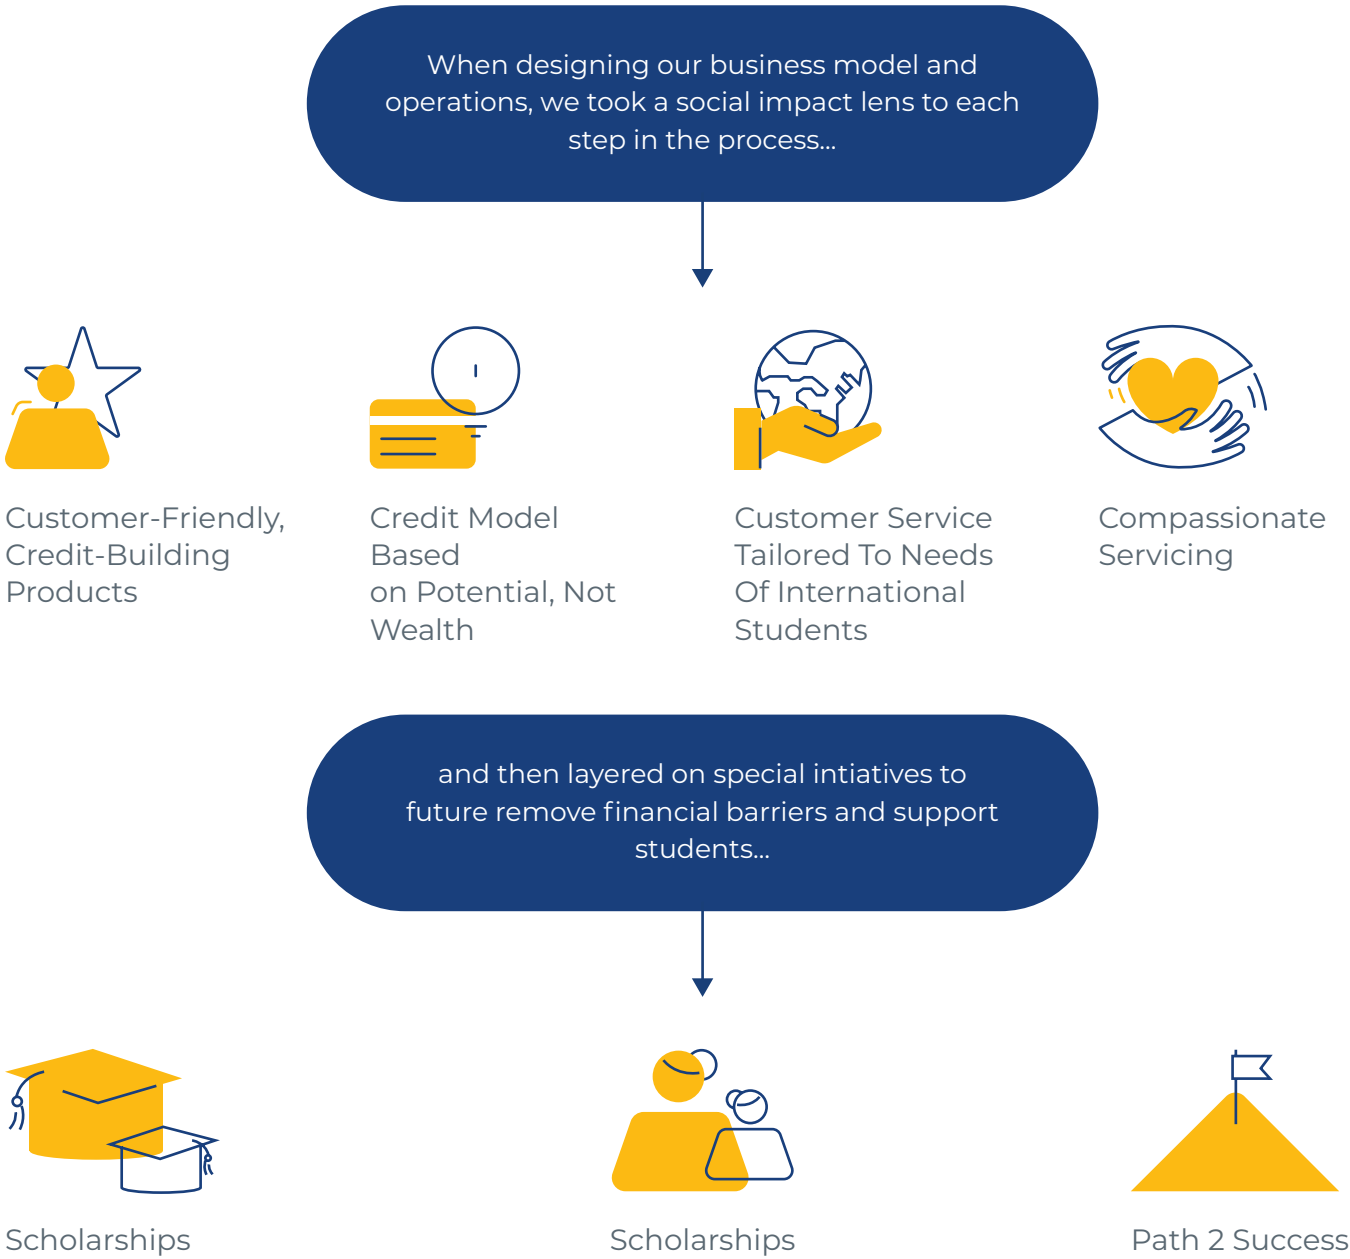 When designing our business model and
operations, we took a social impact lens to each
step in the process...
Customer-Friendly,
Credit-Building
Products
Credit Model
Based
on Potential, Not
Wealth
Customer Service
Tailored To Needs
Of International
Students
Compassionate
Servicing
and then layered on special intiatives to
future remove financial barriers and support
students...
Scholarships
Scholarships
Path 2 Success